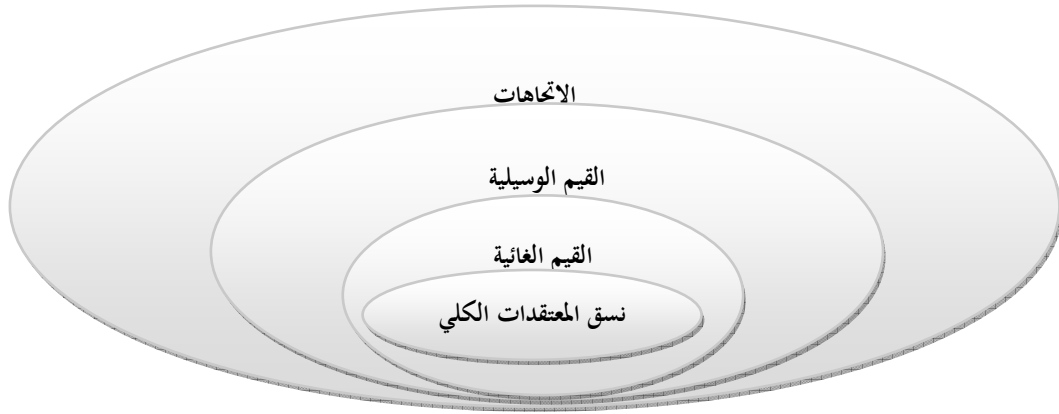 الاتجاهات
القيم الوسيلية
القيم الغائية
نسق المعتقدات الكلي